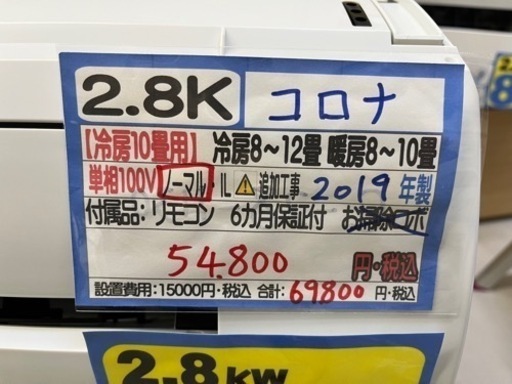 2.8K コロナ
【冷房10畳用】 冷房8～12畳 暖房8～10畳
単相100V ノーマル ル ⚠ 追加工事 2019 年製
付属品:リモコン 6カ月保証付 お掃除ロボ
54.800 円・税込
設置費用:15000円・税込 合計:69800 円・税込
2.8kw
2.8